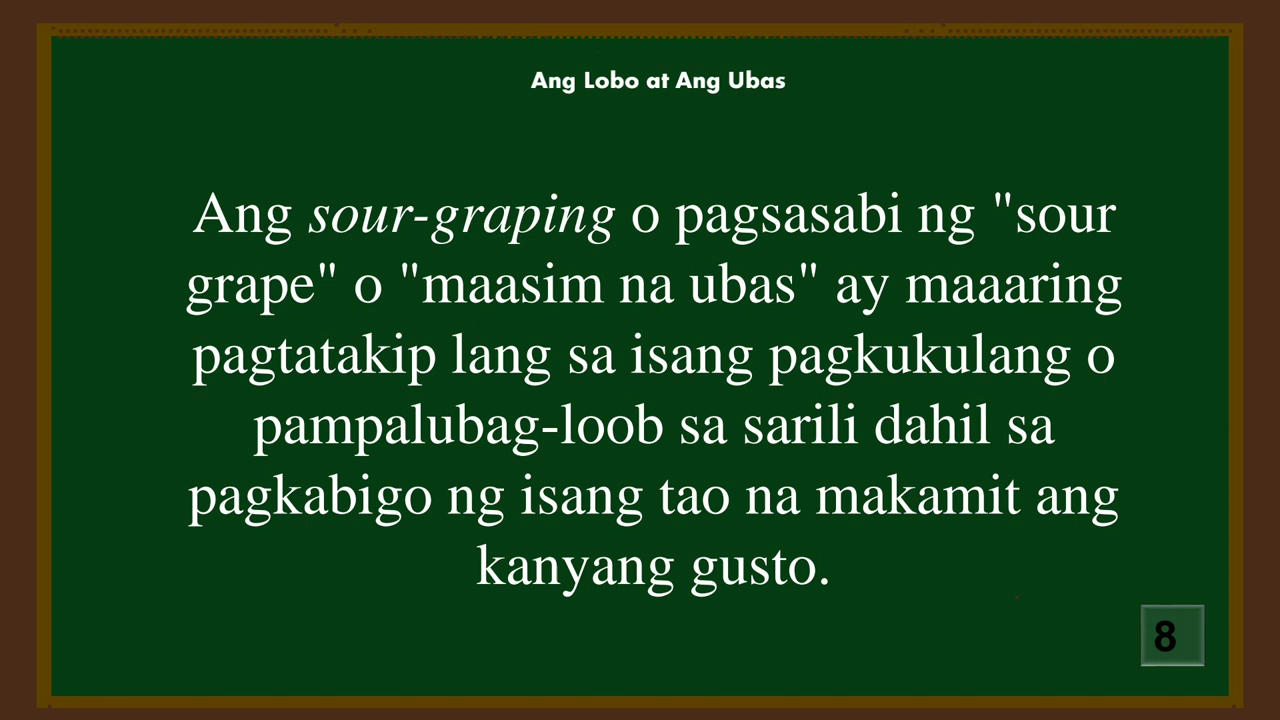 Ang Lobo at Ang Ubas
Ang sour-graping o pagsasabi ng "sour
grape" o "maasim na ubas" ay maaaring
pagtatakip lang sa isang pagkukulang o
pampalubag-loob sa sarili dahil sa
pagkabigo ng isang tao na makamit ang
kanyang gusto.
8